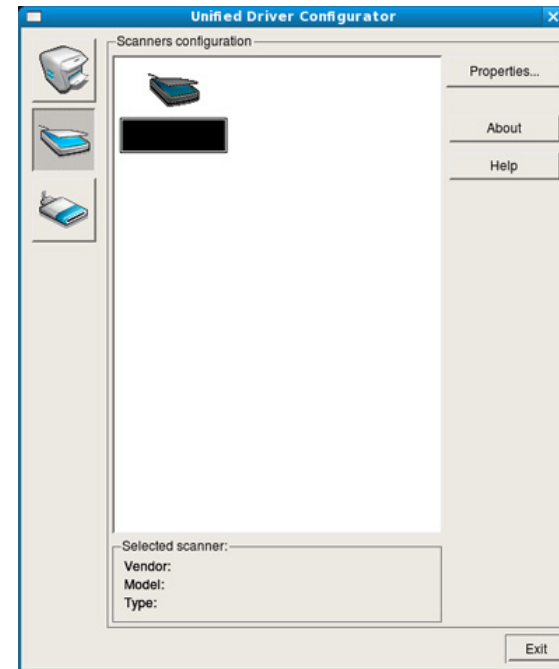 Unified Driver Configurator
Scanners configuration
Properties...
About
Help
Selected scanner:
Vendor:
Model:
Type:
Exit